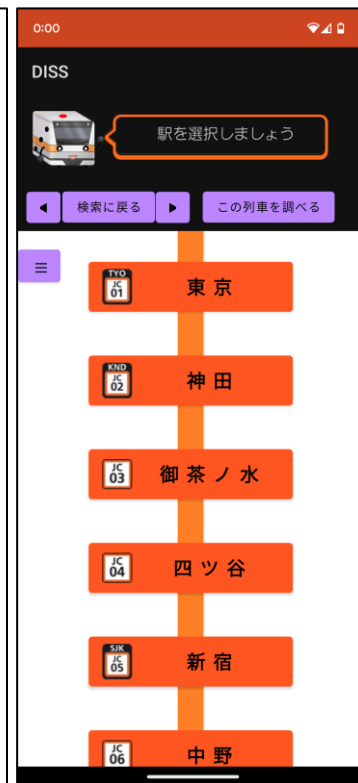 0:00
DISS
駅を選択しましょう
◀ 検索に戻る ▶ この列車を調べる
≡
TYO
JC
01 東京
KND
JC
02 神田
JC
03 御茶ノ水
JC
04 四ツ谷
SJK
JC
05 新宿
JC
06 中野